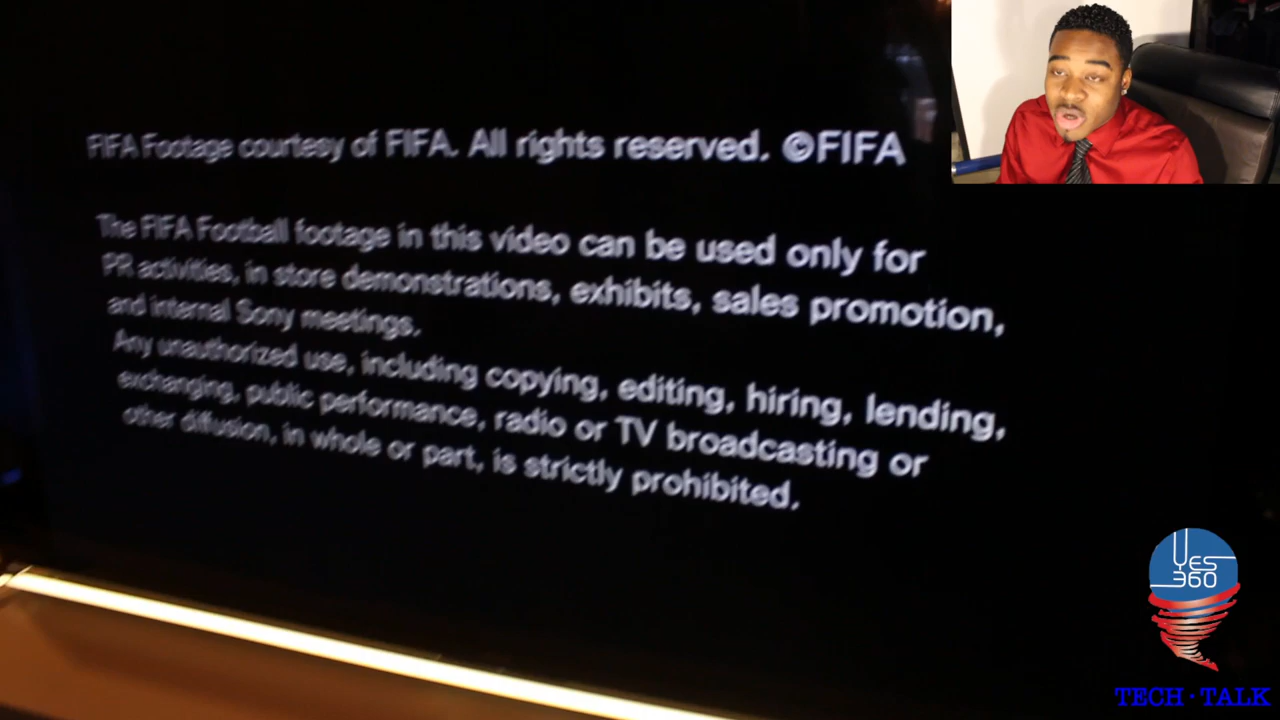 FIFA Footage courtesy of FIFA. All rights reserved. ©FIFA
The FIFA Football footage in this video can be used only for
PR activities, in store demonstrations, exhibits, sales promotion,
and internal Sony meetings.
Any unauthorized use, including copying, editing, hiring, lending,
exchanging, public performance, radio or TV broadcasting or
other diffusion, in whole or part, is strictly prohibited.
YES
360
TECH·TALK